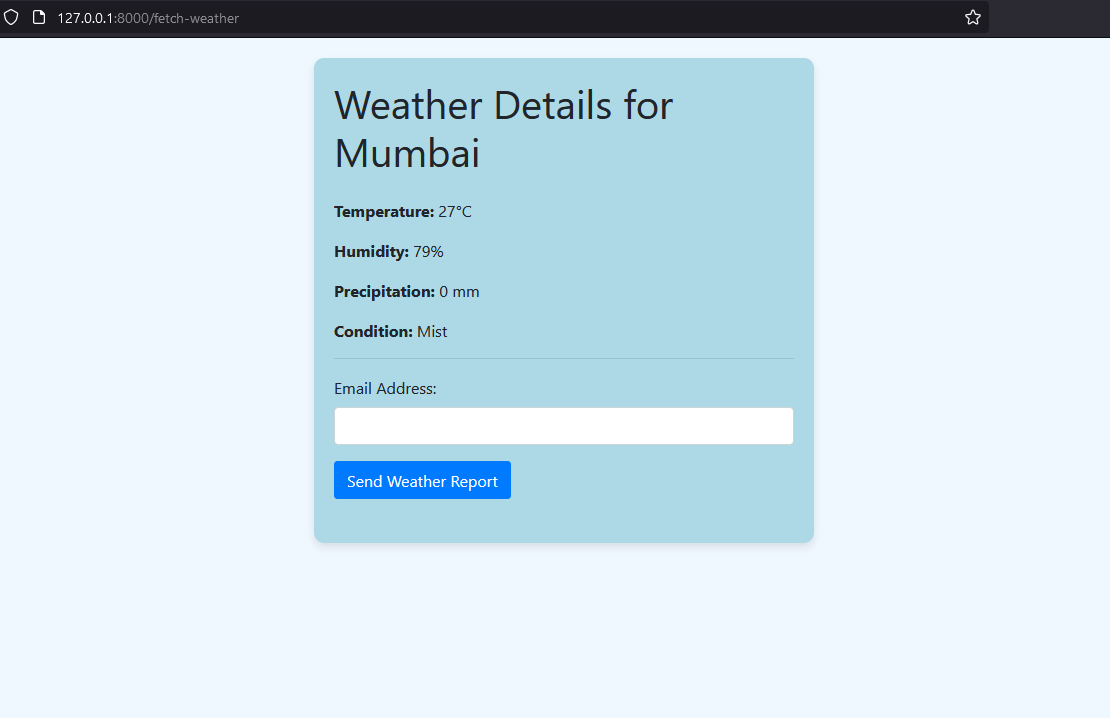 127.0.0.1:8000/fetch-weather
Weather Details for
Mumbai
Temperature: 27°C
Humidity: 79%
Precipitation: 0 mm
Condition: Mist
Email Address:
Send Weather Report